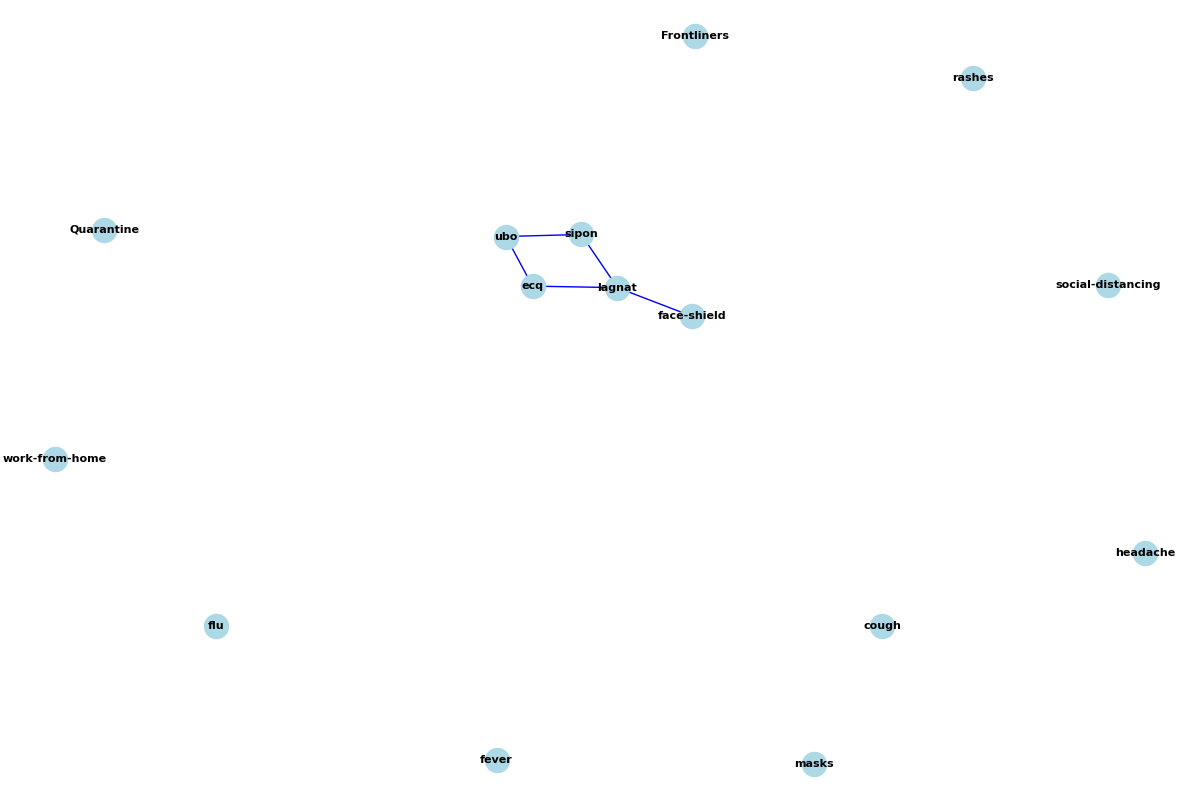 Frontliners
rashes
Quarantine
ubo
sipon
ecq
lagnat
social-distancing
face-shield
work-from-home
headache
flu
cough
fever
masks